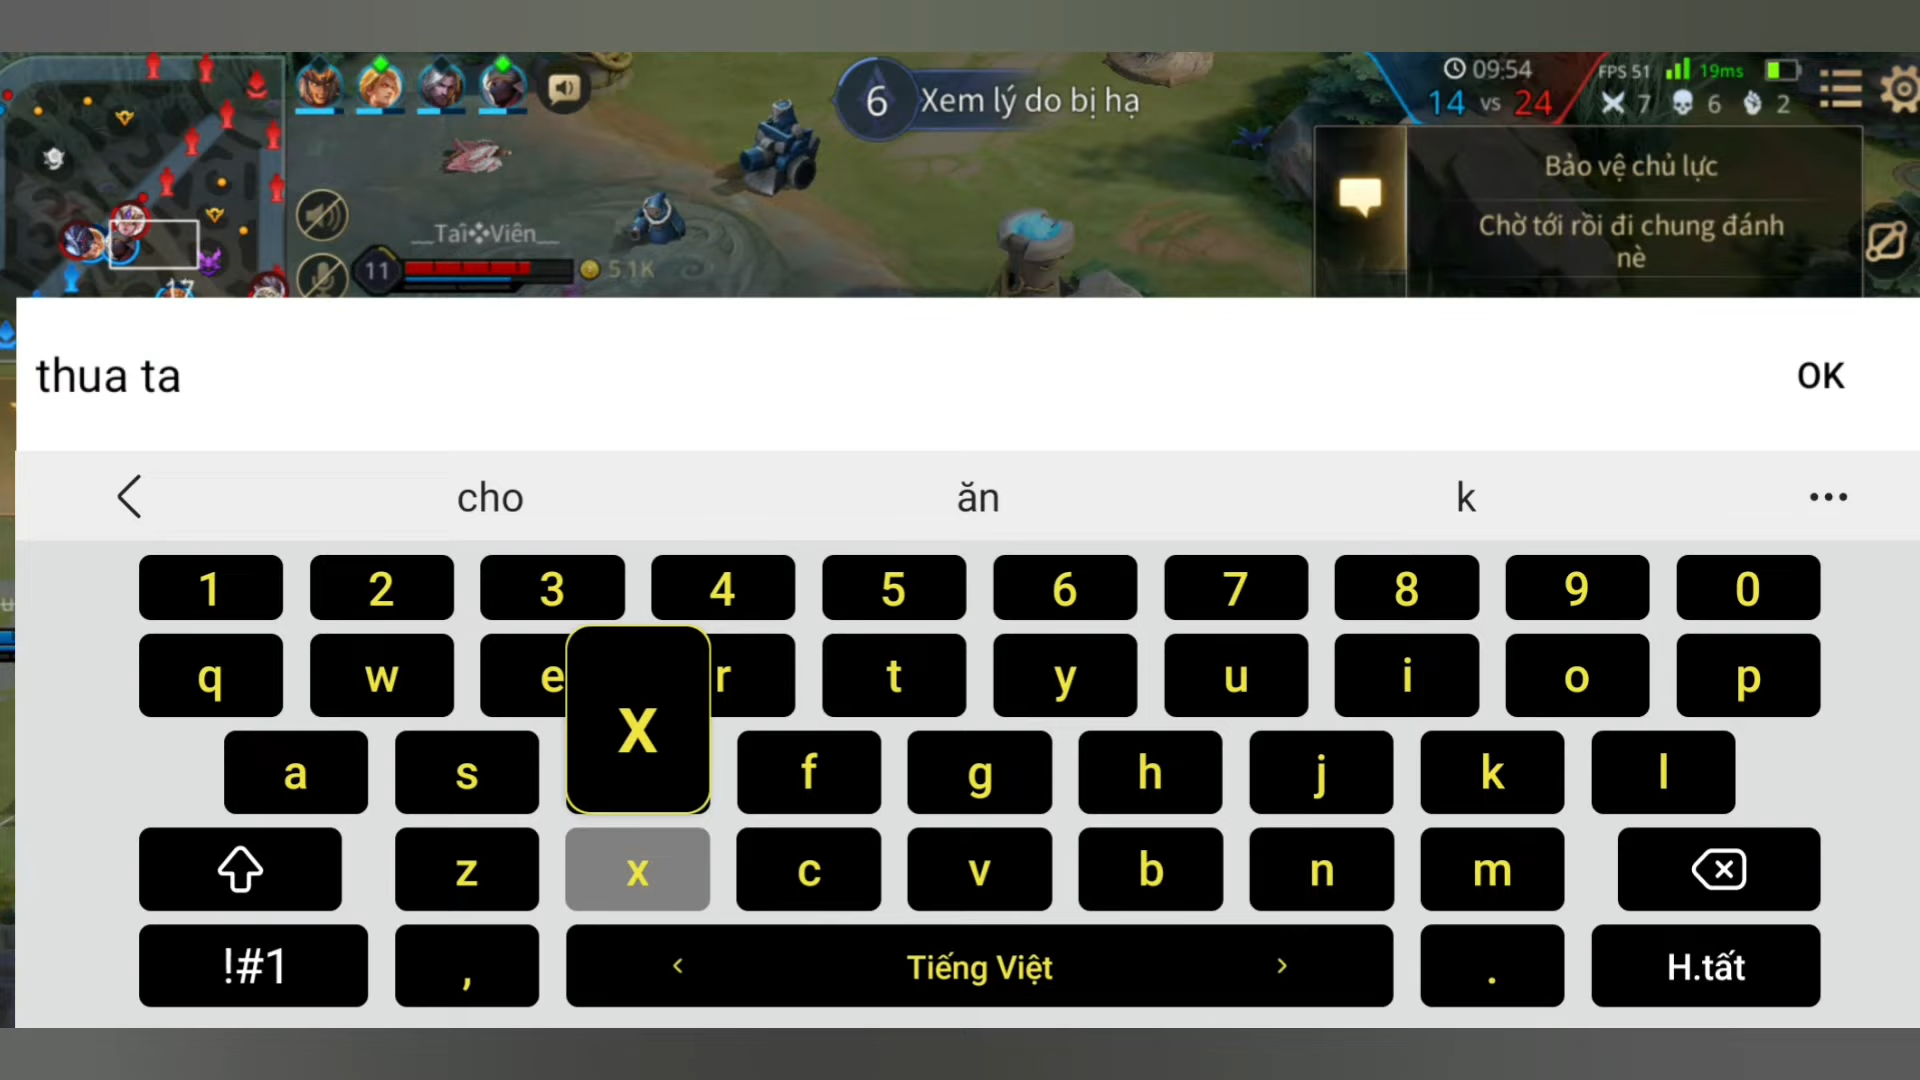 6 Xem lý do bị hạ
09:54
14 vs 24
FPS 51
19ms
7 6 2
Bảo vệ chủ lực
Chờ tới rồi đi chung đánh
nè
__Tai❖Viên__
11
5.1K
thua ta
OK
cho ăn k
1 2 3 4 5 6 7 8 9 0
q w e r t y u i o p
X
a s f g h j k l
z x c v b n m
!#1 , Tiếng Việt . H.tất